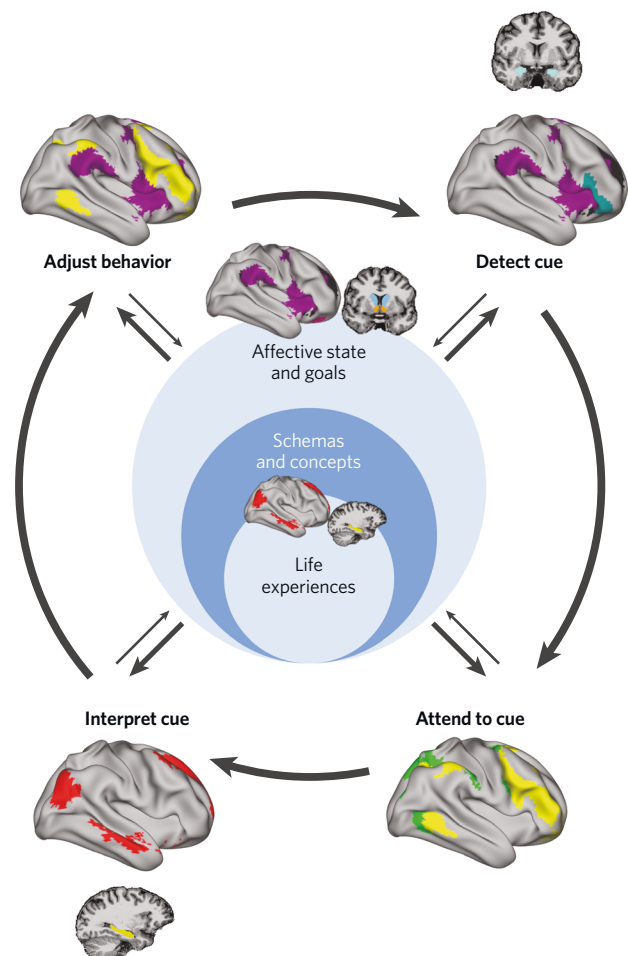 Adjust behavior
Detect cue
Affective state
and goals
Schemas
and concepts
Life
experiences
Interpret cue
Attend to cue